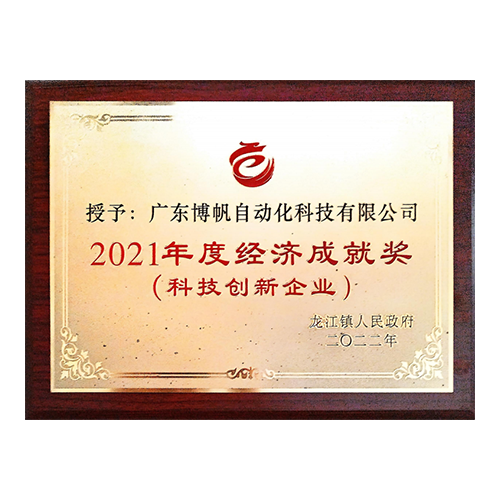 授予：广东博帆自动化科技有限公司
2021年度经济成就奖
（科技创新企业）
龙江镇人民政府
二〇二二年